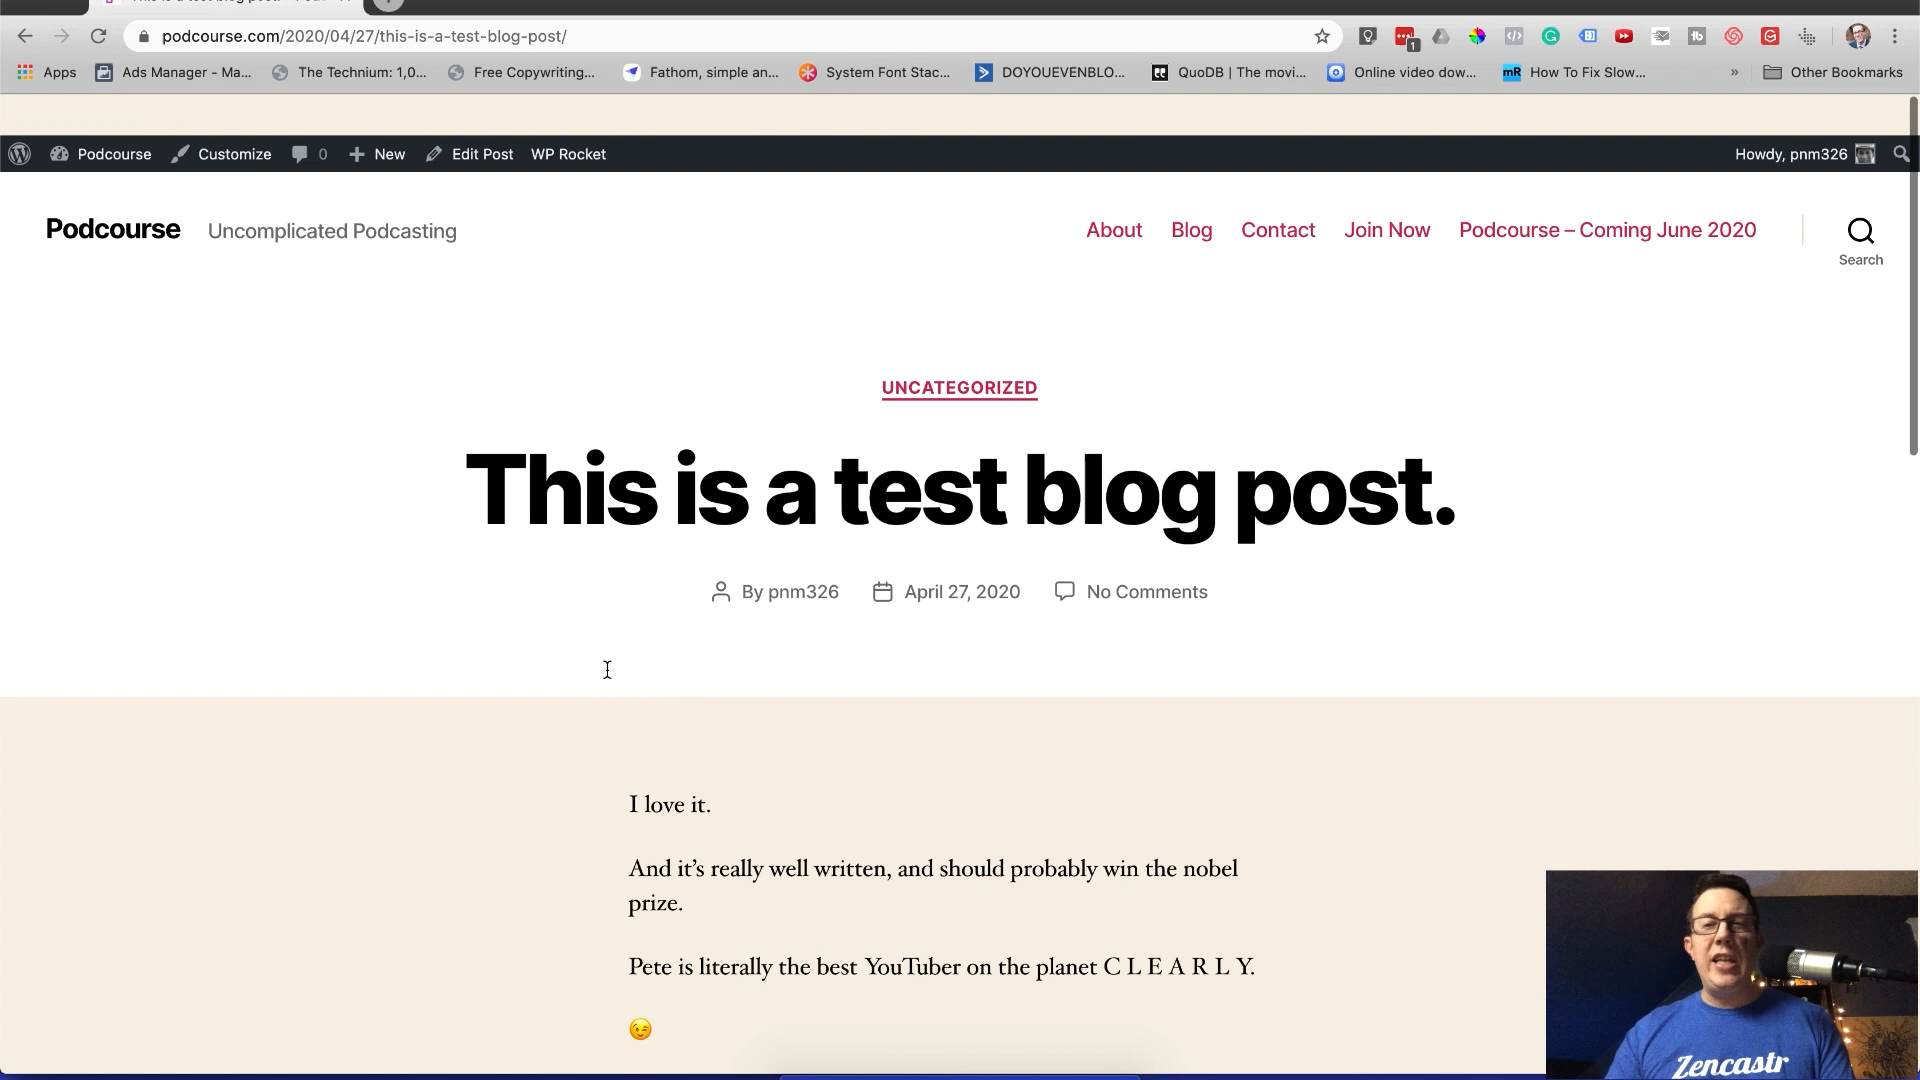 podcourse.com/2020/04/27/this-is-a-test-blog-post/
1
Apps Ads Manager - Ma... The Technium: 1,0... Free Copywriting... Fathom, simple an... System Font Stac... DOYOUEVENBLO... QuoDB | The movi... Online video dow... mR How To Fix Slow... » Other Bookmarks
Podcourse Customize 0 New Edit Post WP Rocket Howdy, pnm326
Podcourse Uncomplicated Podcasting About Blog Contact Join Now Podcourse – Coming June 2020
Search
UNCATEGORIZED
This is a test blog post.
By pnm326 April 27, 2020 No Comments
I love it.
And it’s really well written, and should probably win the nobel
prize.
Pete is literally the best YouTuber on the planet C L E A R L Y.
Zencastr